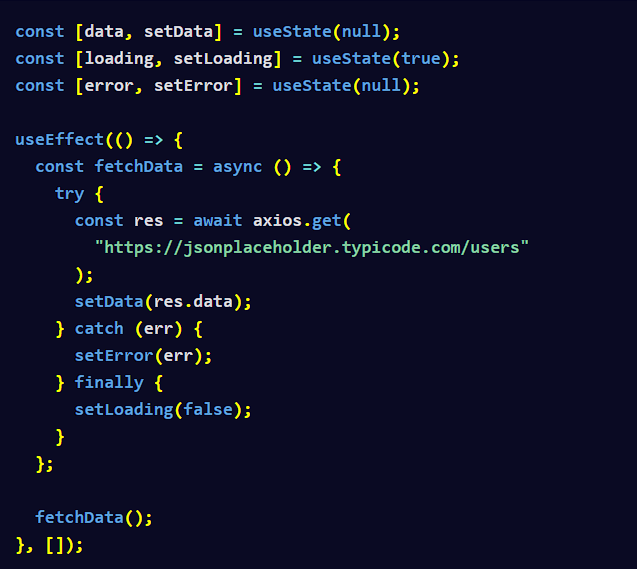 const [data, setData] = useState(null);
const [loading, setLoading] = useState(true);
const [error, setError] = useState(null);

useEffect(() => {
  const fetchData = async () => {
    try {
      const res = await axios.get(
        "https://jsonplaceholder.typicode.com/users"
      );
      setData(res.data);
    } catch (err) {
      setError(err);
    } finally {
      setLoading(false);
    }
  };

  fetchData();
}, []);